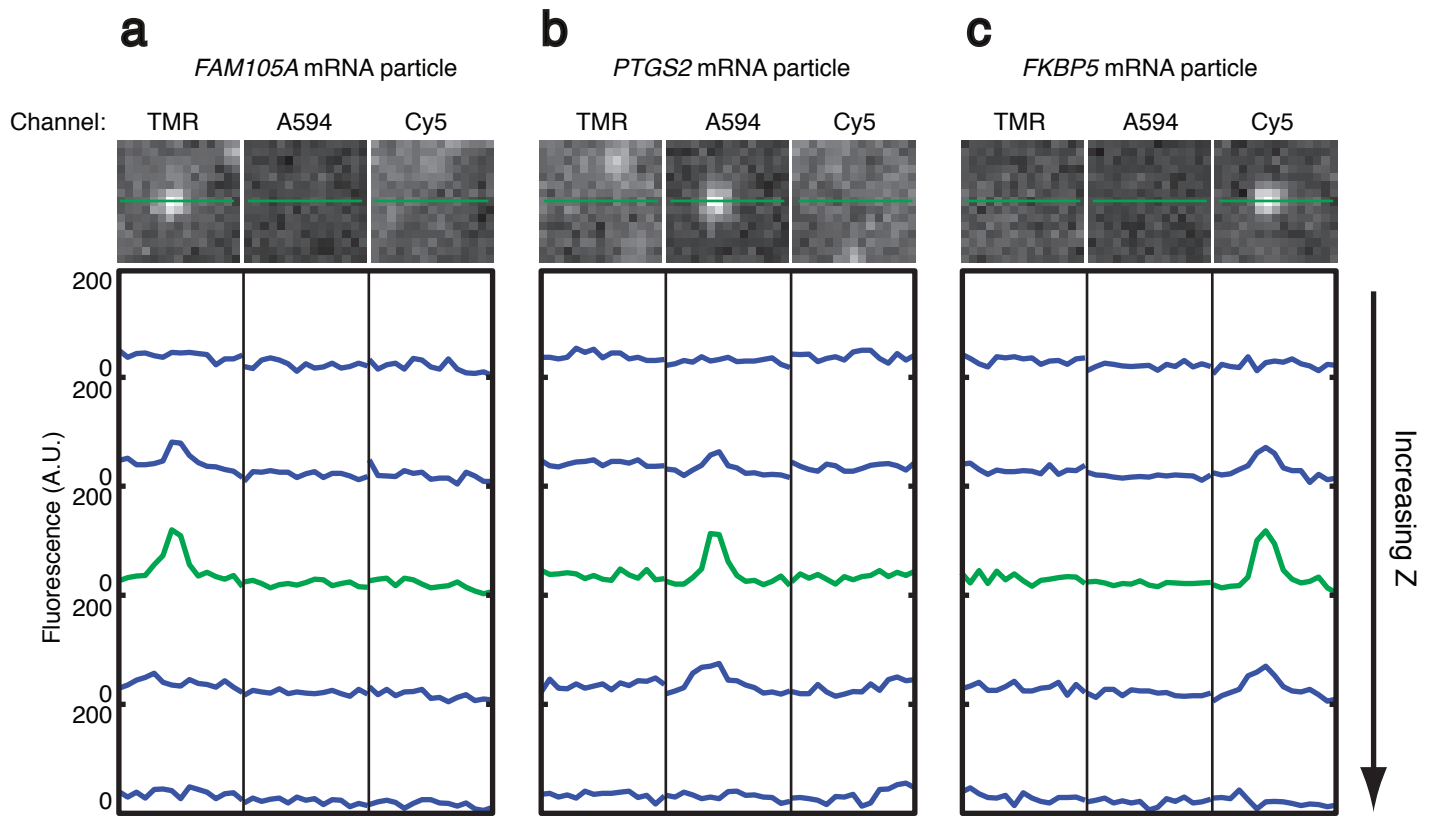 a
b
c
FAM105A mRNA particle
PTGS2 mRNA particle
FKBP5 mRNA particle
Channel:
TMR
A594
Cy5
TMR
A594
Cy5
TMR
A594
Cy5
200
0
200
0
200
0
200
0
200
0
Fluorescence (A.U.)
Increasing Z